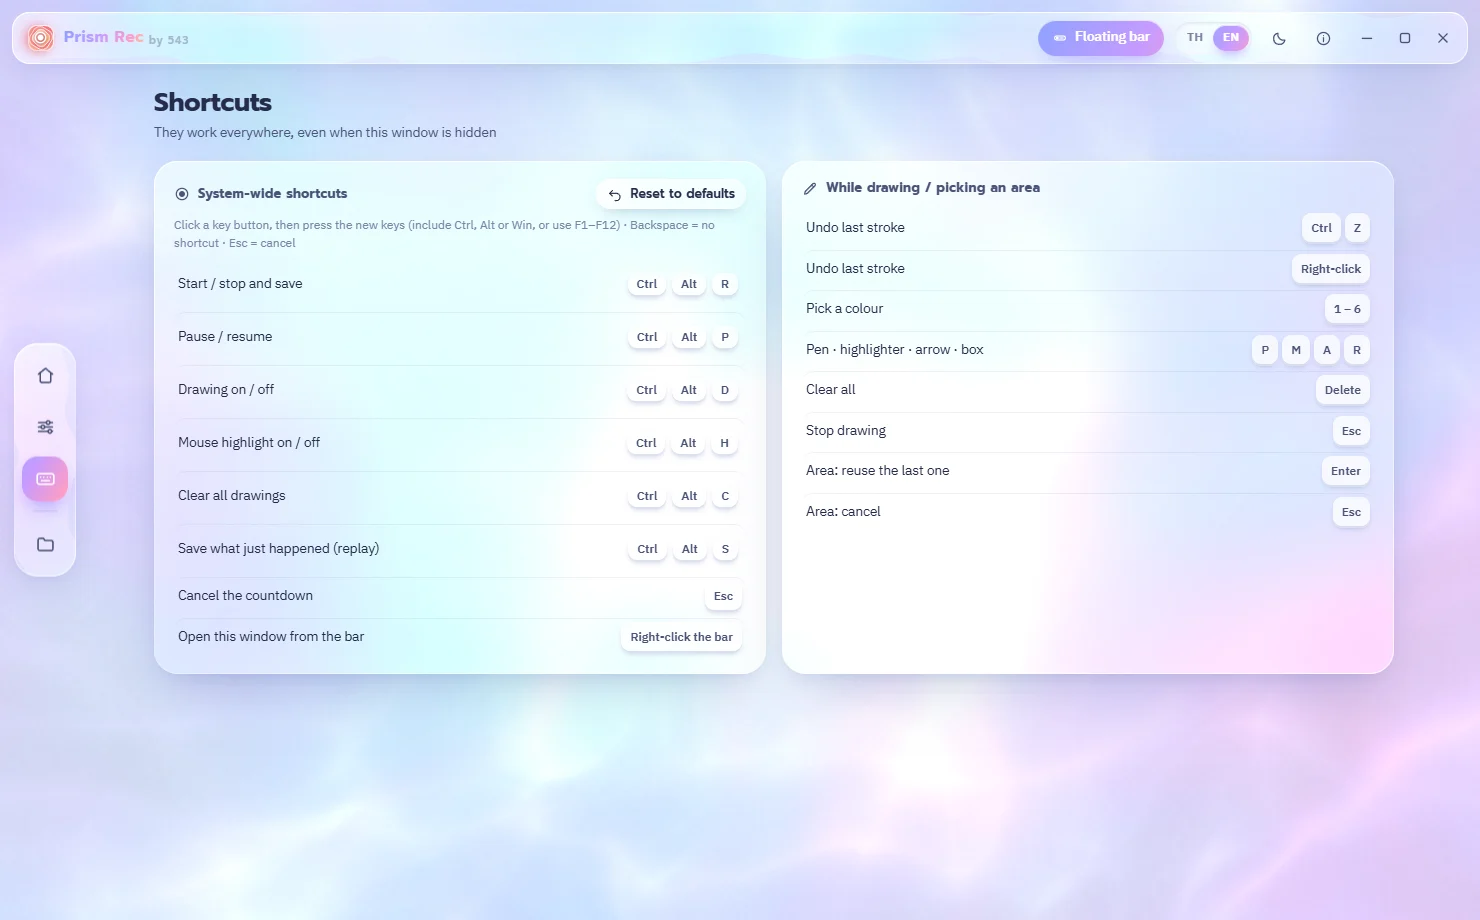 Prism Rec by 543
Floating bar
TH EN
Shortcuts
They work everywhere, even when this window is hidden
System-wide shortcuts
Reset to defaults
Click a key button, then press the new keys (include Ctrl, Alt or Win, or use F1–F12) · Backspace = no
shortcut · Esc = cancel
Start / stop and save Ctrl Alt R
Pause / resume Ctrl Alt P
Drawing on / off Ctrl Alt D
Mouse highlight on / off Ctrl Alt H
Clear all drawings Ctrl Alt C
Save what just happened (replay) Ctrl Alt S
Cancel the countdown Esc
Open this window from the bar Right-click the bar
While drawing / picking an area
Undo last stroke Ctrl Z
Undo last stroke Right-click
Pick a colour 1 – 6
Pen · highlighter · arrow · box P M A R
Clear all Delete
Stop drawing Esc
Area: reuse the last one Enter
Area: cancel Esc